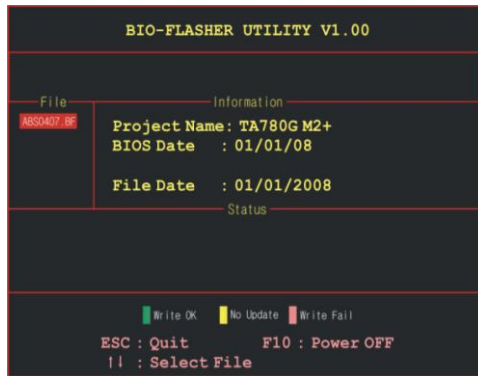 BIO-FLASHER UTILITY V1.00
File
Information
ABS0407.BF
Project Name: TA780G M2+
BIOS Date : 01/01/08
File Date : 01/01/2008
Status
Write OK No Update Write Fail
ESC : Quit F10 : Power OFF
↑↓ : Select File